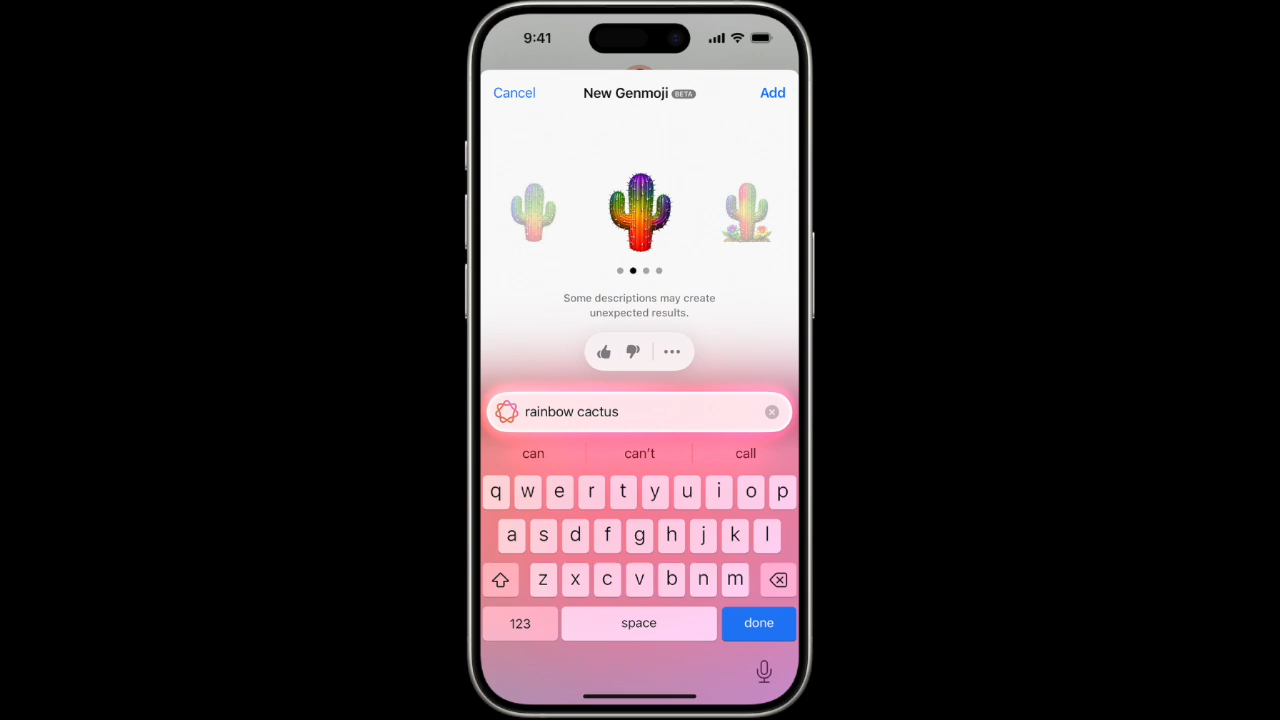 9:41
Cancel
New Genmoji BETA
Add
Some descriptions may create
unexpected results.
rainbow cactus
can
can't
call
q w e r t y u i o p
a s d f g h j k l
z x c v b n m
123
space
done